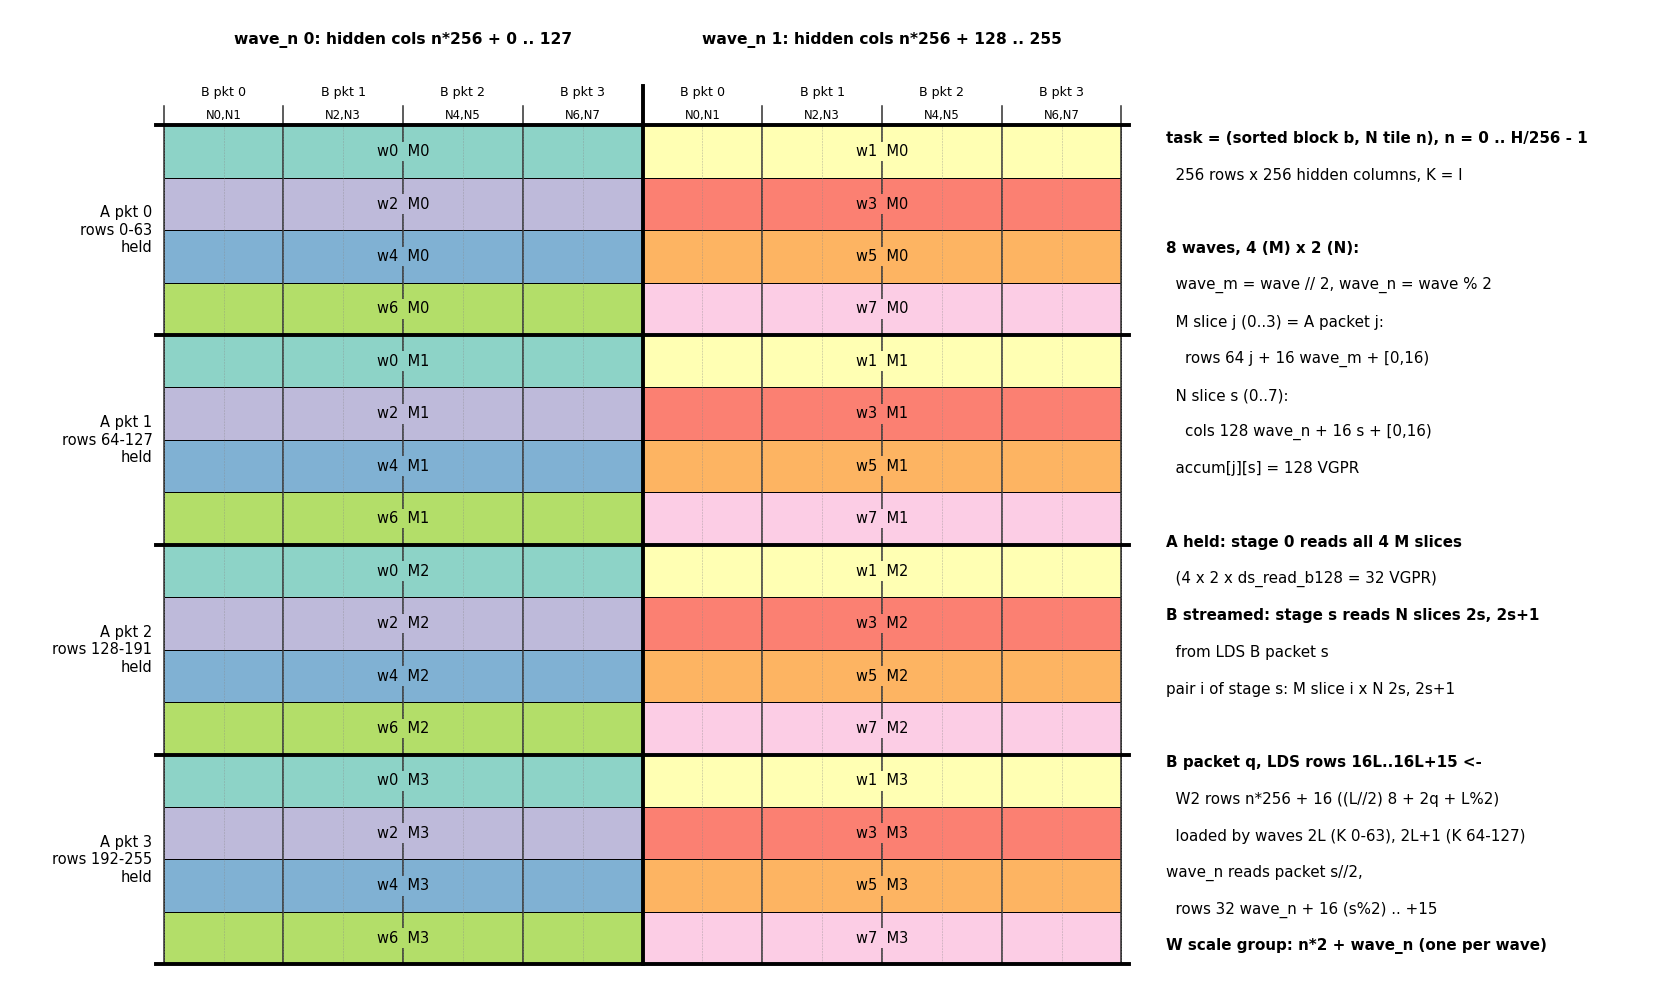 wave_n 0: hidden cols n*256 + 0 .. 127
wave_n 1: hidden cols n*256 + 128 .. 255
B pkt 0
B pkt 1
B pkt 2
B pkt 3
B pkt 0
B pkt 1
B pkt 2
B pkt 3
N0,N1
N2,N3
N4,N5
N6,N7
N0,N1
N2,N3
N4,N5
N6,N7
A pkt 0
rows 0-63
held
w0 M0
w1 M0
w2 M0
w3 M0
w4 M0
w5 M0
w6 M0
w7 M0
A pkt 1
rows 64-127
held
w0 M1
w1 M1
w2 M1
w3 M1
w4 M1
w5 M1
w6 M1
w7 M1
A pkt 2
rows 128-191
held
w0 M2
w1 M2
w2 M2
w3 M2
w4 M2
w5 M2
w6 M2
w7 M2
A pkt 3
rows 192-255
held
w0 M3
w1 M3
w2 M3
w3 M3
w4 M3
w5 M3
w6 M3
w7 M3
task = (sorted block b, N tile n), n = 0 .. H/256 - 1
256 rows x 256 hidden columns, K = I
8 waves, 4 (M) x 2 (N):
wave_m = wave // 2, wave_n = wave % 2
M slice j (0..3) = A packet j:
rows 64 j + 16 wave_m + [0,16)
N slice s (0..7):
cols 128 wave_n + 16 s + [0,16)
accum[j][s] = 128 VGPR
A held: stage 0 reads all 4 M slices
(4 x 2 x ds_read_b128 = 32 VGPR)
B streamed: stage s reads N slices 2s, 2s+1
from LDS B packet s
pair i of stage s: M slice i x N 2s, 2s+1
B packet q, LDS rows 16L..16L+15 <-
W2 rows n*256 + 16 ((L//2) 8 + 2q + L%2)
loaded by waves 2L (K 0-63), 2L+1 (K 64-127)
wave_n reads packet s//2,
rows 32 wave_n + 16 (s%2) .. +15
W scale group: n*2 + wave_n (one per wave)